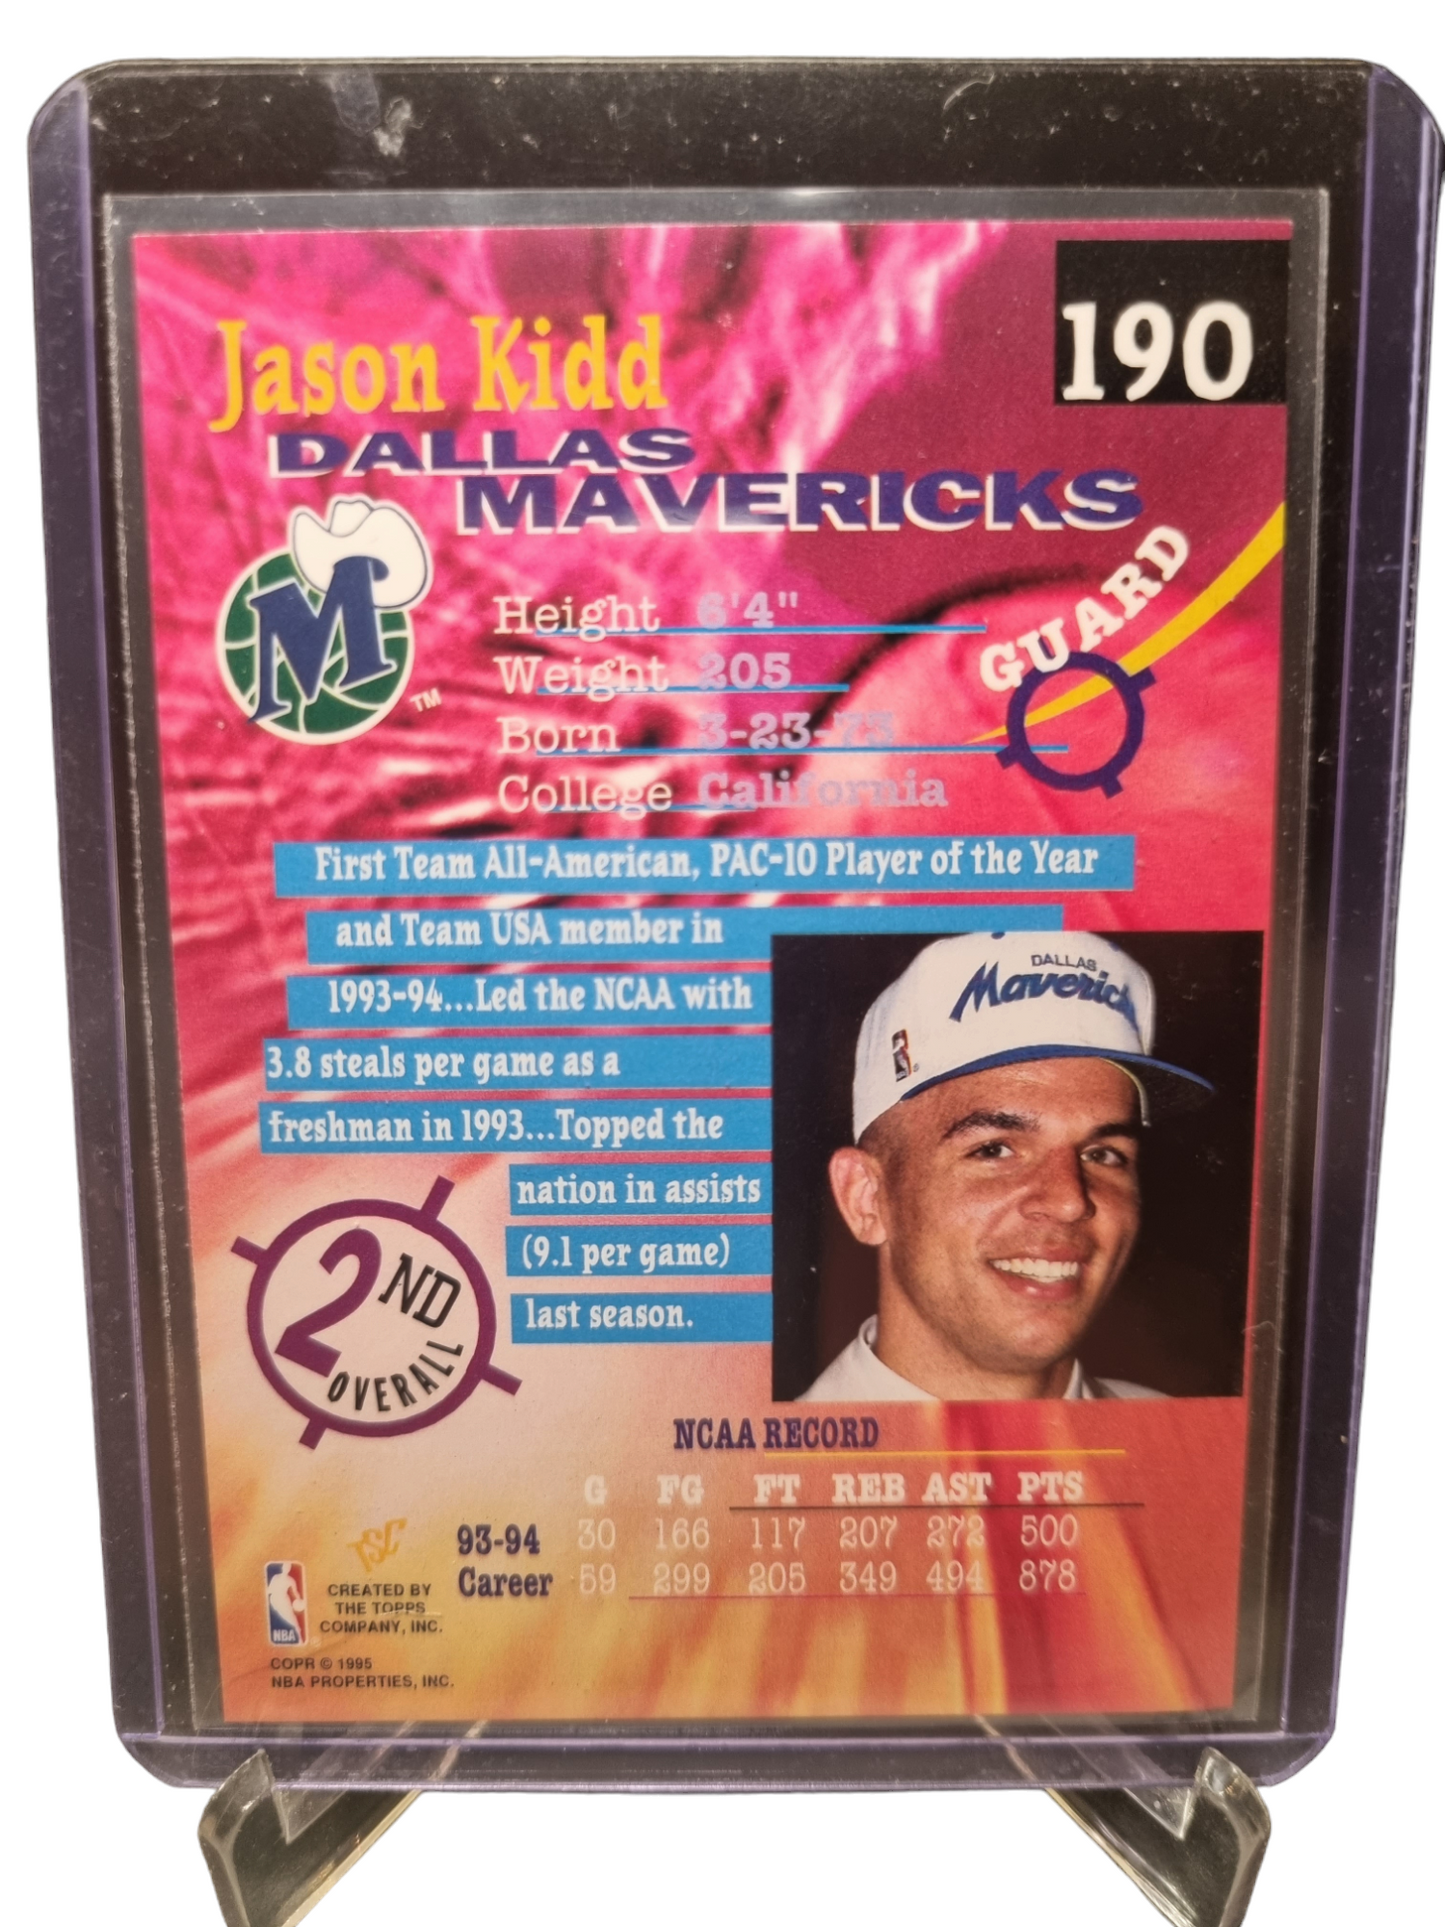 190
Jason Kidd
DALLAS
MAVERICKS
M
TM
GUARD
Height 6'4"
Weight 205
Born 3-23-73
College California
First Team All-American, PAC-10 Player of the Year
and Team USA member in
1993-94...Led the NCAA with
3.8 steals per game as a
freshman in 1993...Topped the
nation in assists
(9.1 per game)
last season.
DALLAS
Maverick
2ND
OVERALL
NCAA RECORD
G FG FT REB AST PTS
93-94 30 166 117 207 272 500
Career 59 299 205 349 494 878
TSC
NBA
CREATED BY
THE TOPPS
COMPANY, INC.
COPR © 1995
NBA PROPERTIES, INC.